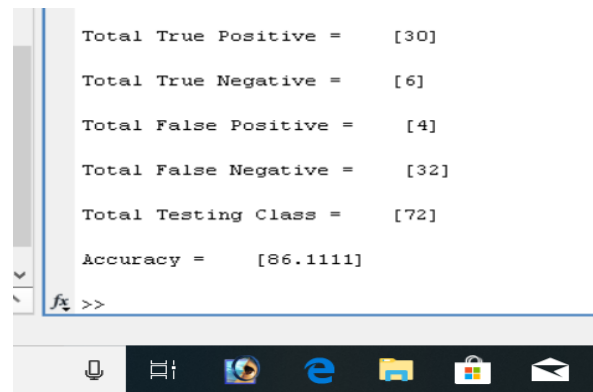 Total True Positive =    [30]
Total True Negative =    [6]
Total False Positive =    [4]
Total False Negative =    [32]
Total Testing Class =    [72]
Accuracy =    [86.1111]
fx >>